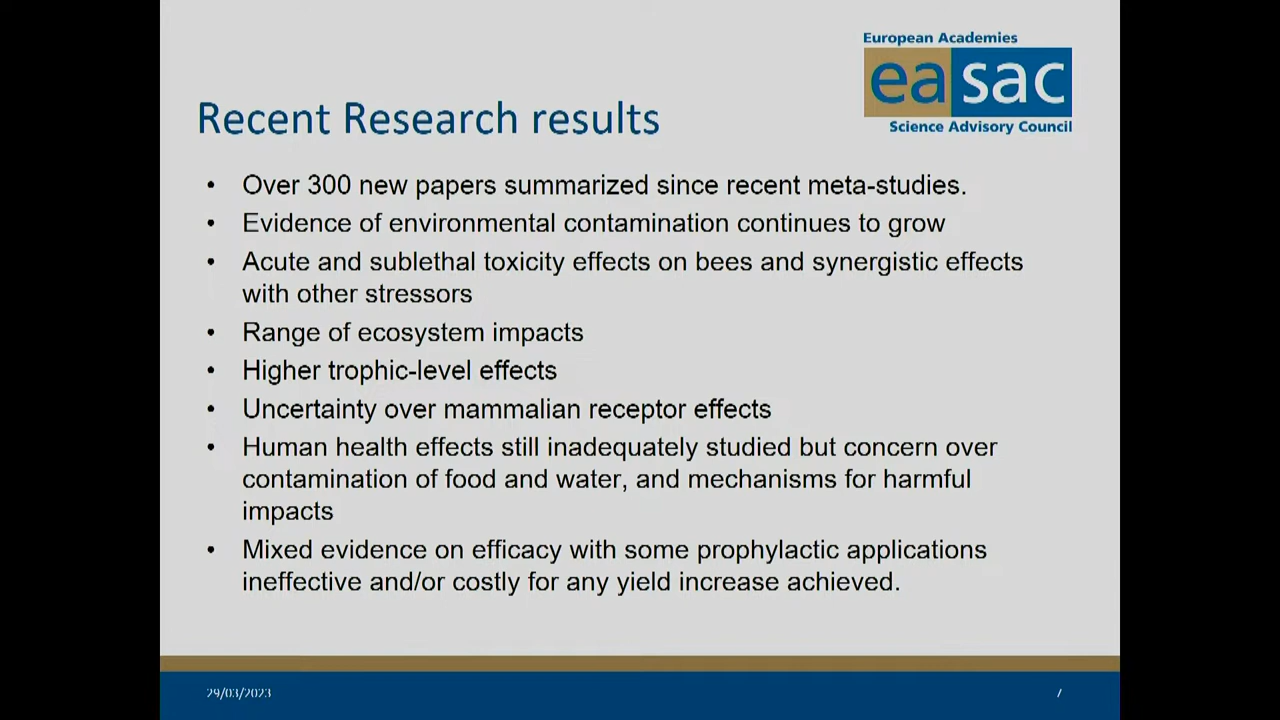 European Academies
easac
Science Advisory Council
Recent Research results
• Over 300 new papers summarized since recent meta-studies.
• Evidence of environmental contamination continues to grow
• Acute and sublethal toxicity effects on bees and synergistic effects
with other stressors
• Range of ecosystem impacts
• Higher trophic-level effects
• Uncertainty over mammalian receptor effects
• Human health effects still inadequately studied but concern over
contamination of food and water, and mechanisms for harmful
impacts
• Mixed evidence on efficacy with some prophylactic applications
ineffective and/or costly for any yield increase achieved.
29/03/2023
7